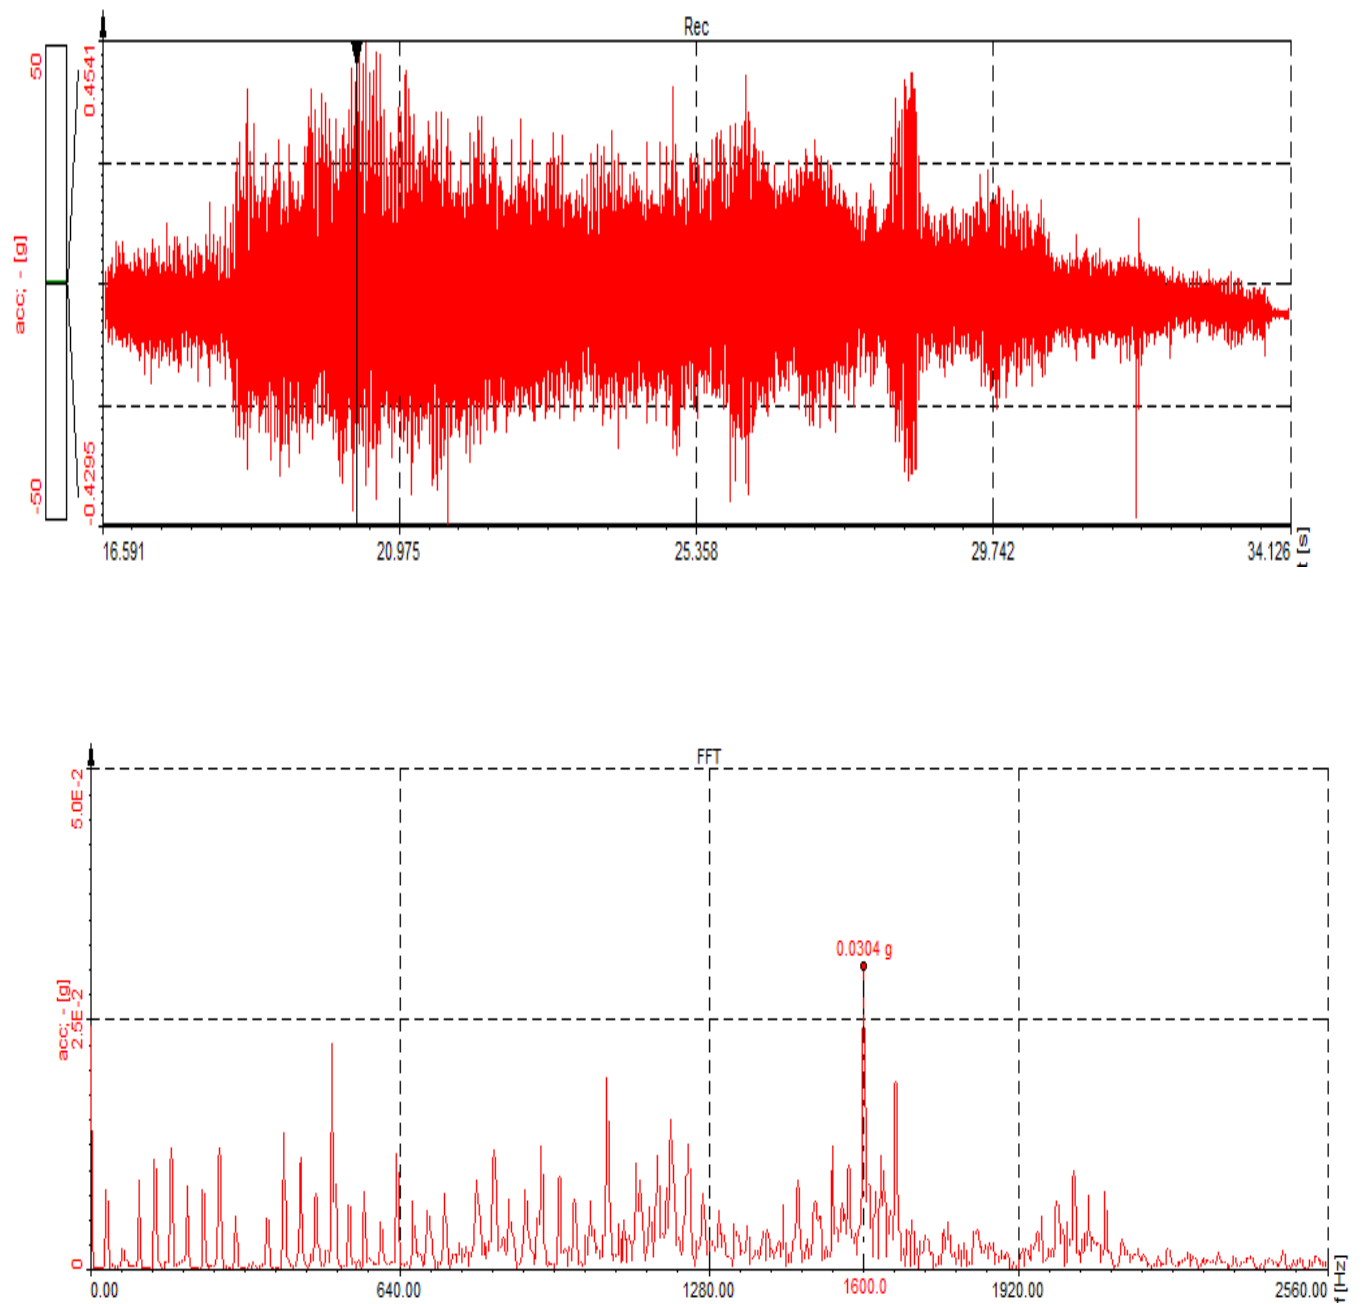 Rec
50
0.4541
acc; - [g]
-50
-0.4295
16.591
20.975
25.358
29.742
34.126
t [s]
FFT
5.0E-2
0.0304 g
acc; - [g]
2.5E-2
0
0.00
640.00
1280.00
1600.0
1920.00
2560.00
f [Hz]